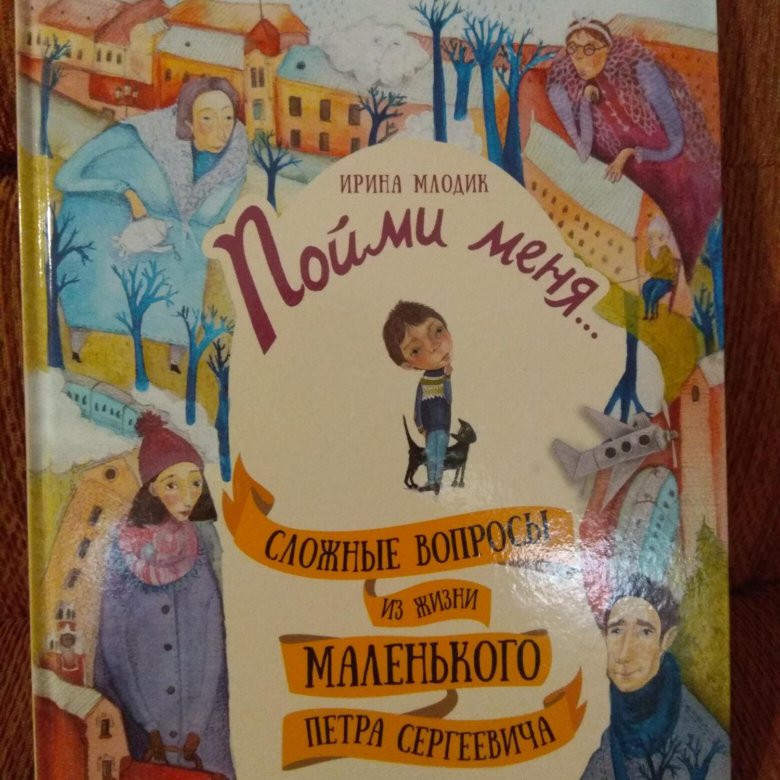 ИРИНА МЛОДИК
Пойми меня...
СЛОЖНЫЕ ВОПРОСЫ
ИЗ ЖИЗНИ
МАЛЕНЬКОГО
ПЕТРА СЕРГЕЕВИЧА